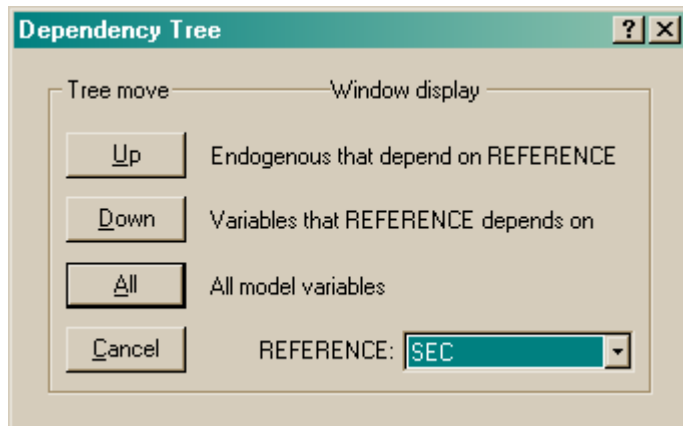 Dependency Tree ? ×
Tree move Window display
Up Endogenous that depend on REFERENCE
Down Variables that REFERENCE depends on
All All model variables
Cancel REFERENCE: SEC